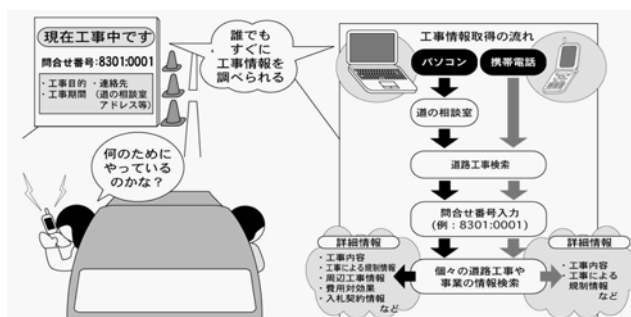 現在工事中です
問合せ番号:8301:0001
・工事目的 ・連絡先
・工事期間 (道の相談室
アドレス等)
誰でも
すぐに
工事情報を
調べられる
何のために
やっている
のかな?
工事情報取得の流れ
パソコン
携帯電話
道の相談室
道路工事検索
問合せ番号入力
(例:8301:0001)
個々の道路工事や
事業の情報検索
詳細情報
・工事内容
・工事による規制情報
・周辺工事情報
・費用対効果
・入札契約情報
など
詳細情報
・工事内容
・工事による
規制情報
など